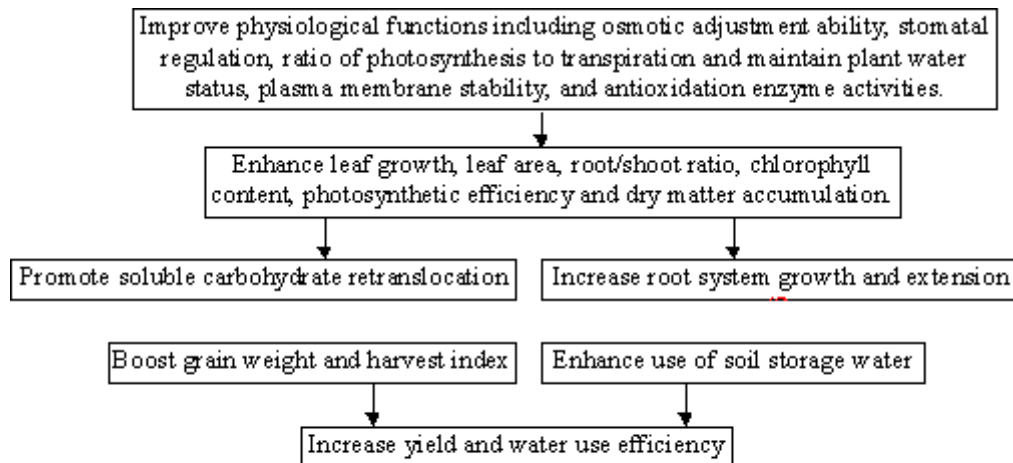 Improve physiological functions including osmotic adjustment ability, stomatal
regulation, ratio of photosynthesis to transpiration and maintain plant water
status, plasma membrane stability, and antioxidation enzyme activities.
Enhance leaf growth, leaf area, root/shoot ratio, chlorophyll
content, photosynthetic efficiency and dry matter accumulation.
Promote soluble carbohydrate retranslocation
Increase root system growth and extension
Boost grain weight and harvest index
Enhance use of soil storage water
Increase yield and water use efficiency